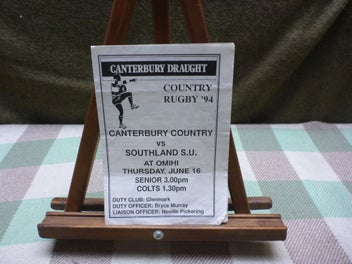 CANTERBURY DRAUGHT
COUNTRY
RUGBY '94
CANTERBURY COUNTRY
VS
SOUTHLAND S.U.
AT OMIHI
THURSDAY, JUNE 16
SENIOR 3.00pm
COLTS 1.30pm
DUTY CLUB: Glenmark
DUTY OFFICER: Bryce Murray
LIAISON OFFICER: Neville Pickering